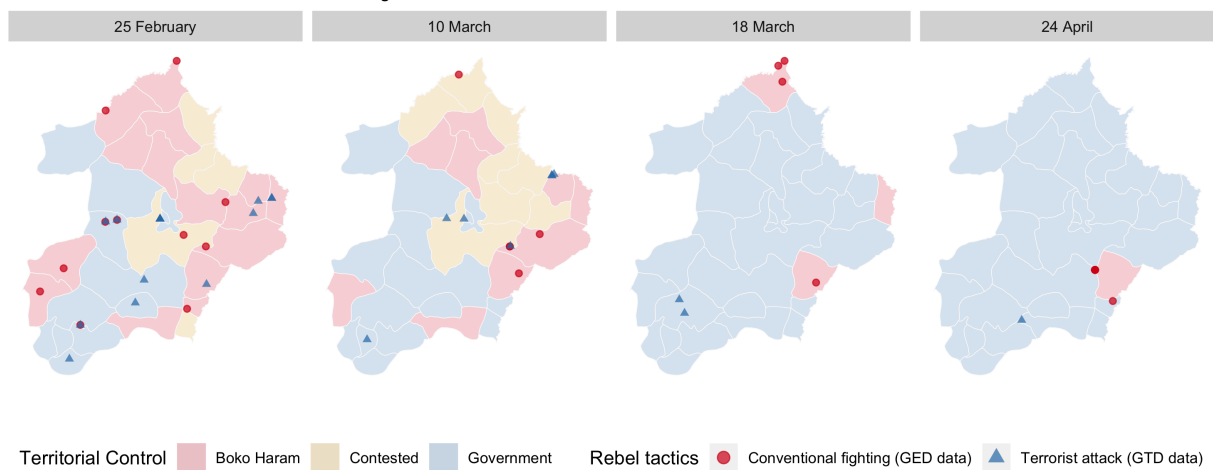 25 February
10 March
18 March
24 April
Territorial Control
Boko Haram
Contested
Government
Rebel tactics
Conventional fighting (GED data)
Terrorist attack (GTD data)